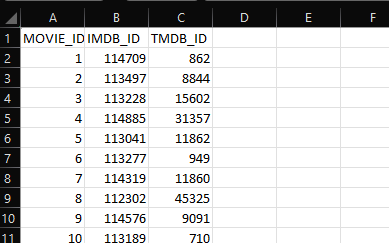 A B C D E F
1 MOVIE_ID IMDB_ID TMDB_ID
2 1 114709 862
3 2 113497 8844
4 3 113228 15602
5 4 114885 31357
6 5 113041 11862
7 6 113277 949
8 7 114319 11860
9 8 112302 45325
10 9 114576 9091
11 10 113189 710